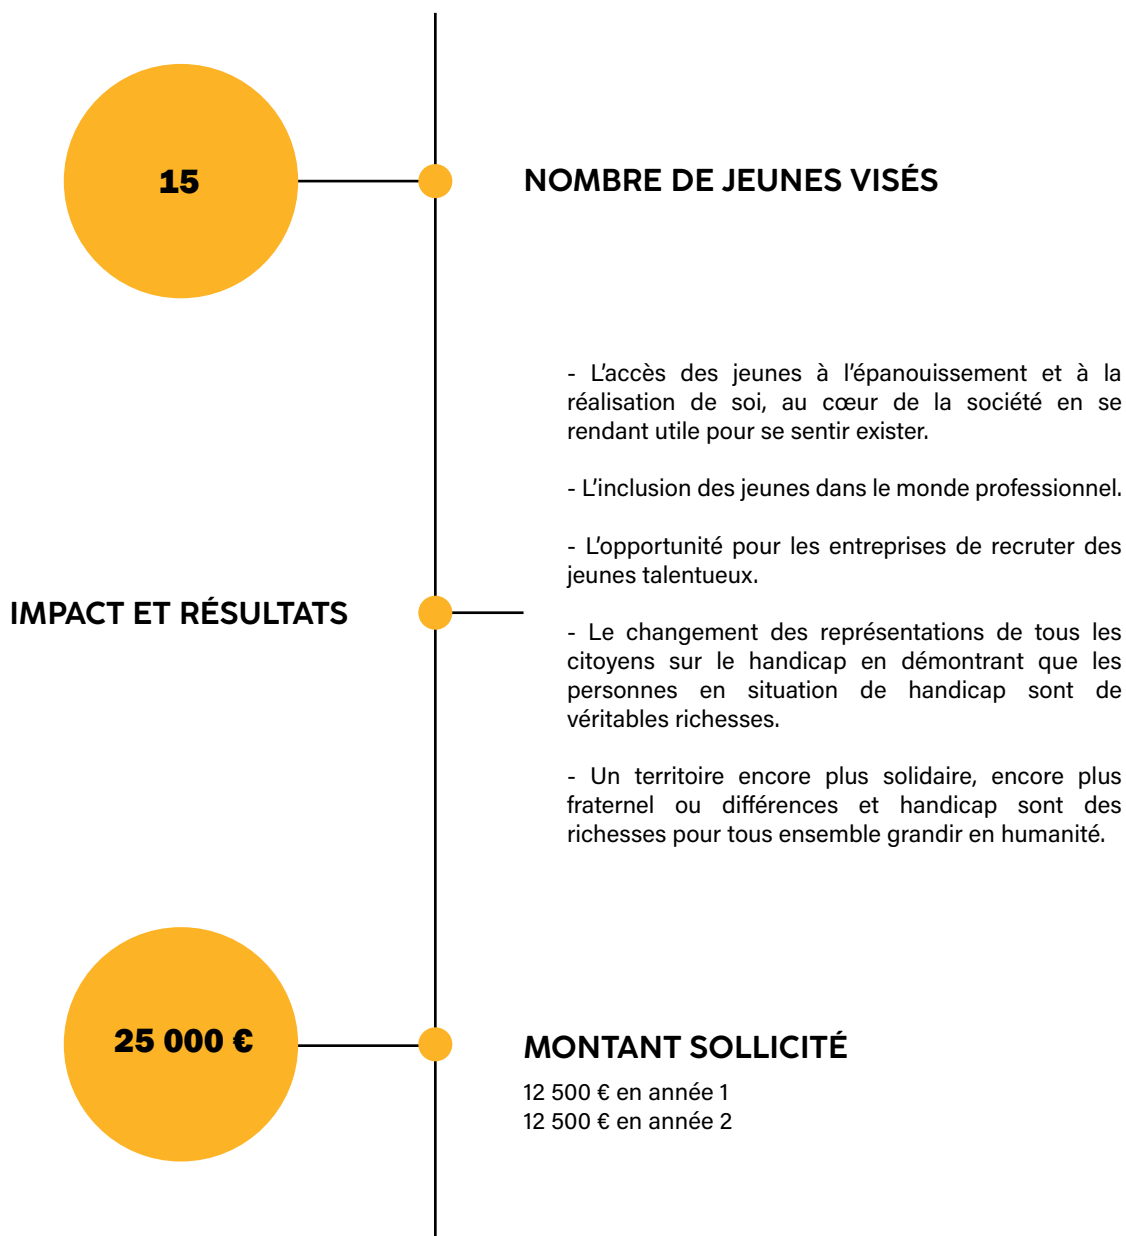 15
NOMBRE DE JEUNES VISÉS
- L'accès des jeunes à l'épanouissement et à la
réalisation de soi, au cœur de la société en se
rendant utile pour se sentir exister.
- L'inclusion des jeunes dans le monde professionnel.
- L'opportunité pour les entreprises de recruter des
jeunes talentueux.
IMPACT ET RÉSULTATS
- Le changement des représentations de tous les
citoyens sur le handicap en démontrant que les
personnes en situation de handicap sont de
véritables richesses.
- Un territoire encore plus solidaire, encore plus
fraternel ou différences et handicap sont des
richesses pour tous ensemble grandir en humanité.
25 000 €
MONTANT SOLLICITÉ
12 500 € en année 1
12 500 € en année 2